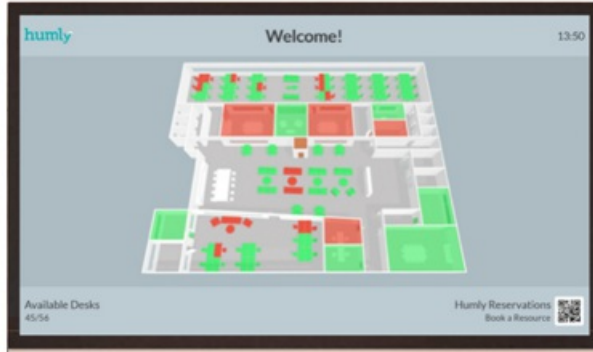 humly
Welcome!
13:50
Available Desks
45/56
Humly Reservations
Book a Resource